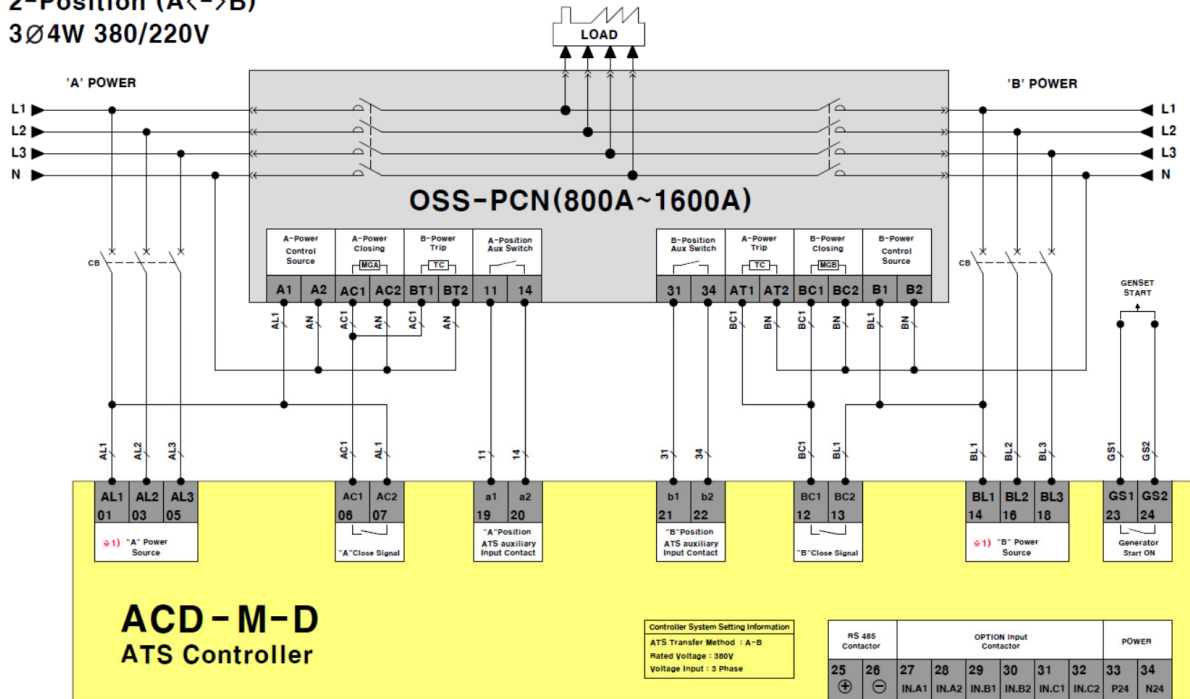 2-Position (A<->B)
3Ø4W 380/220V
LOAD
'A' POWER
'B' POWER
L1
L2
L3
N
L1
L2
L3
N
OSS-PCN(800A~1600A)
A-Power
Control
Source
A-Power
Closing
MGA
B-Power
Trip
TC
A-Position
Aux Switch
B-Position
Aux Switch
A-Power
Trip
TC
B-Power
Closing
MGB
B-Power
Control
Source
A1 A2 AC1 AC2 BT1 BT2 11 14
31 34 AT1 AT2 BC1 BC2 B1 B2
CB
CB
GENSET
START
AL1 AN AC1 AN AC1 AN
BC1 BN BC1 BN BL1 BN
AL1 AL2 AL3 AC1 AL1 11 14 31 34 BC1 BL1 BL1 BL2 BL3 GS1 GS2
AL1 AL2 AL3
01 03 05
※1) "A" Power
Source
AC1 AC2
06 07
"A"Close Signal
a1 a2
19 20
"A"Position
ATS auxiliary
Input Contact
b1 b2
21 22
"B"Position
ATS auxiliary
Input Contact
BC1 BC2
12 13
"B"Close Signal
BL1 BL2 BL3
14 16 18
※1) "B" Power
Source
GS1 GS2
23 24
Generator
Start ON
ACD-M-D
ATS Controller
Controller System Setting Information
ATS Transfer Method : A-B
Rated Voltage : 380V
Voltage Input : 3 Phase
RS 485
Contactor
OPTION Input
Contactor
POWER
25 26 27 28 29 30 31 32 33 34
⊕ ⊖ IN.A1 IN.A2 IN.B1 IN.B2 IN.C1 IN.C2 P24 N24